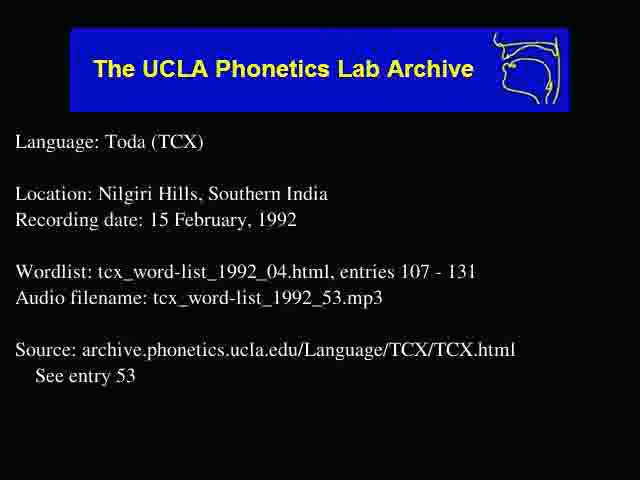 The UCLA Phonetics Lab Archive
Language: Toda (TCX)
Location: Nilgiri Hills, Southern India
Recording date: 15 February, 1992
Wordlist: tcx_word-list_1992_04.html, entries 107 - 131
Audio filename: tcx_word-list_1992_53.mp3
Source: archive.phonetics.ucla.edu/Language/TCX/TCX.html
See entry 53